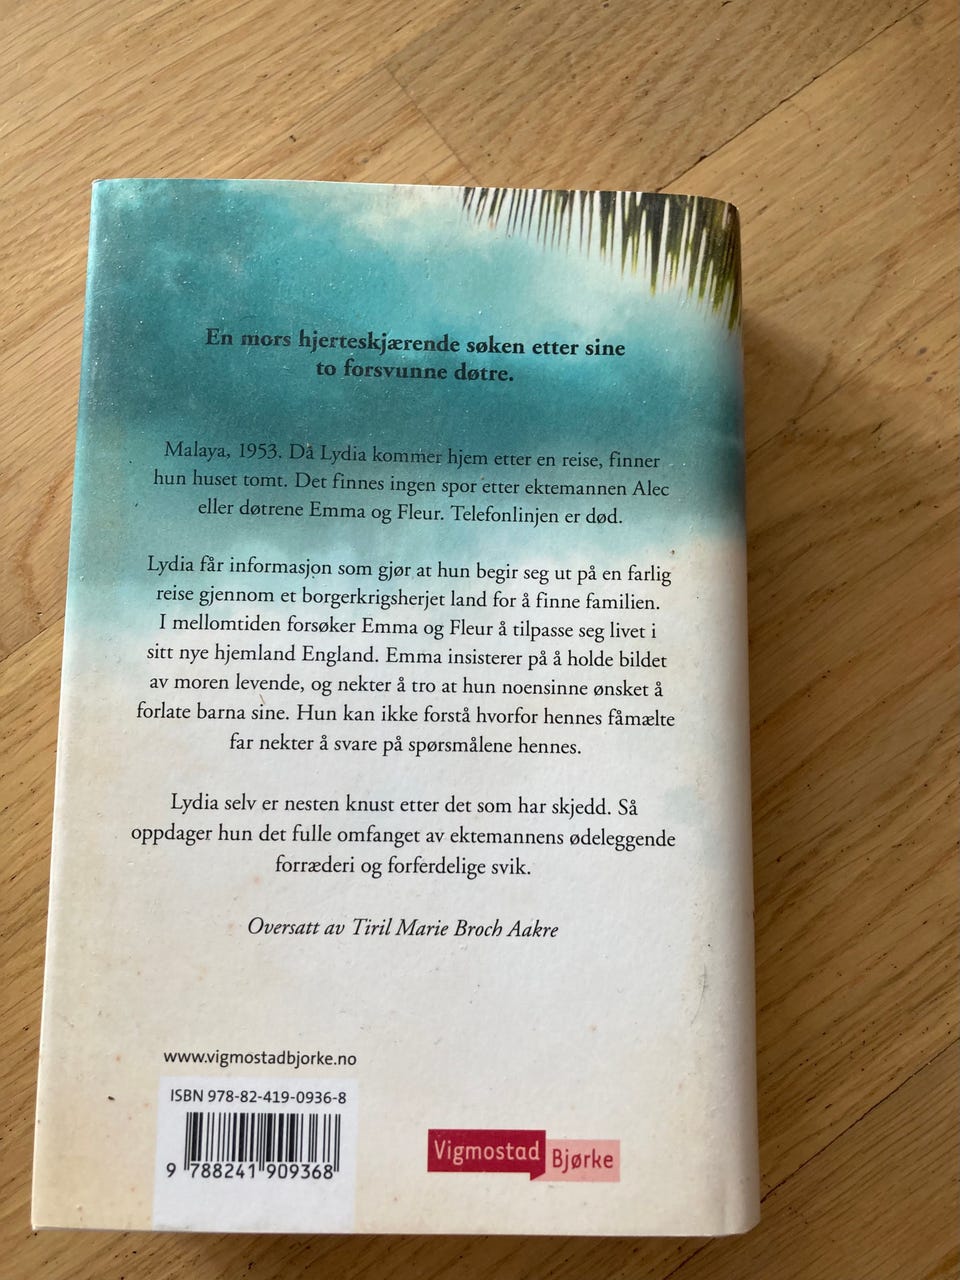 En mors hjerteskjærende søken etter sine
to forsvunne døtre.
Malaya, 1953. Då Lydia kommer hjem etter en reise, finner
hun huset tomt. Det finnes ingen spor etter ektemannen Alec
eller døtrene Emma og Fleur. Telefonlinjen er død.
Lydia får informasjon som gjør at hun begir seg ut på en farlig
reise gjennom et borgerkrigsherjet land for å finne familien.
I mellomtiden forsøker Emma og Fleur å tilpasse seg livet i
sitt nye hjemland England. Emma insisterer på å holde bildet
av moren levende, og nekter å tro at hun noensinne ønsket å
forlate barna sine. Hun kan ikke forstå hvorfor hennes fåmælte
far nekter å svare på spørsmålene hennes.
Lydia selv er nesten knust etter det som har skjedd. Så
oppdager hun det fulle omfanget av ektemannens ødeleggende
forræderi og forferdelige svik.
Oversatt av Tiril Marie Broch Aakre
www.vigmostadbjorke.no
ISBN 978-82-419-0936-8
9 788241 909368
Vigmostad
Bjørke